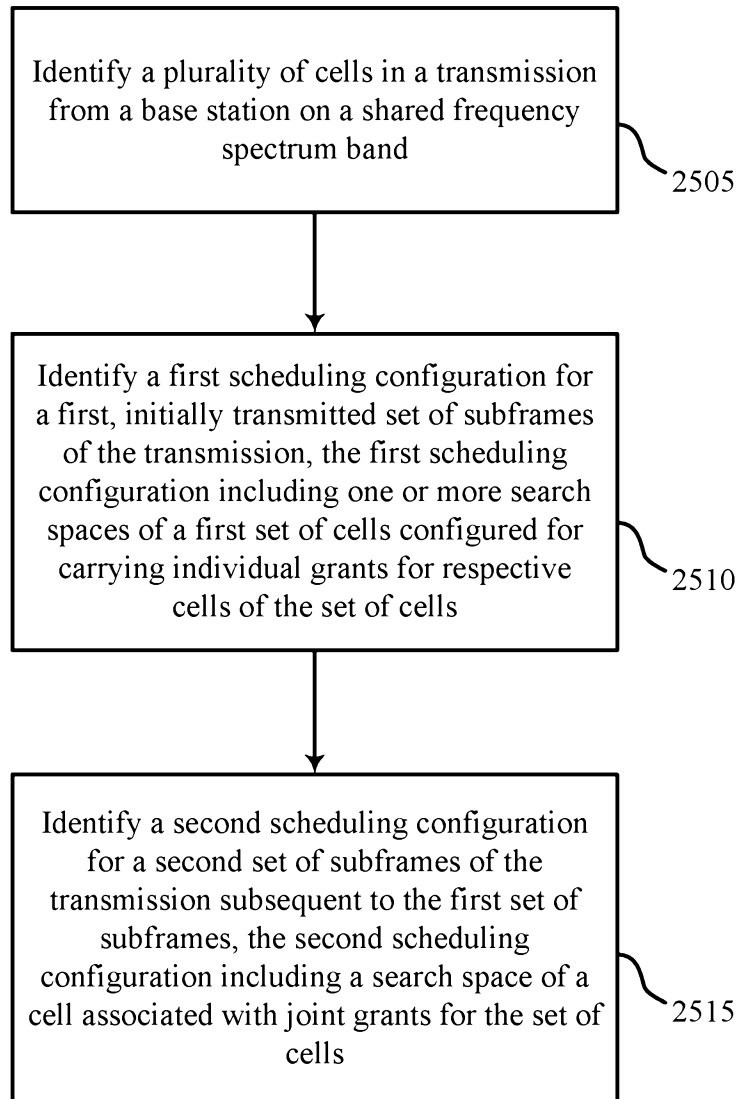 Identify a plurality of cells in a transmission
from a base station on a shared frequency
spectrum band
2505
Identify a first scheduling configuration for
a first, initially transmitted set of subframes
of the transmission, the first scheduling
configuration including one or more search
spaces of a first set of cells configured for
carrying individual grants for respective
cells of the set of cells
2510
Identify a second scheduling configuration
for a second set of subframes of the
transmission subsequent to the first set of
subframes, the second scheduling
configuration including a search space of a
cell associated with joint grants for the set of
cells
2515